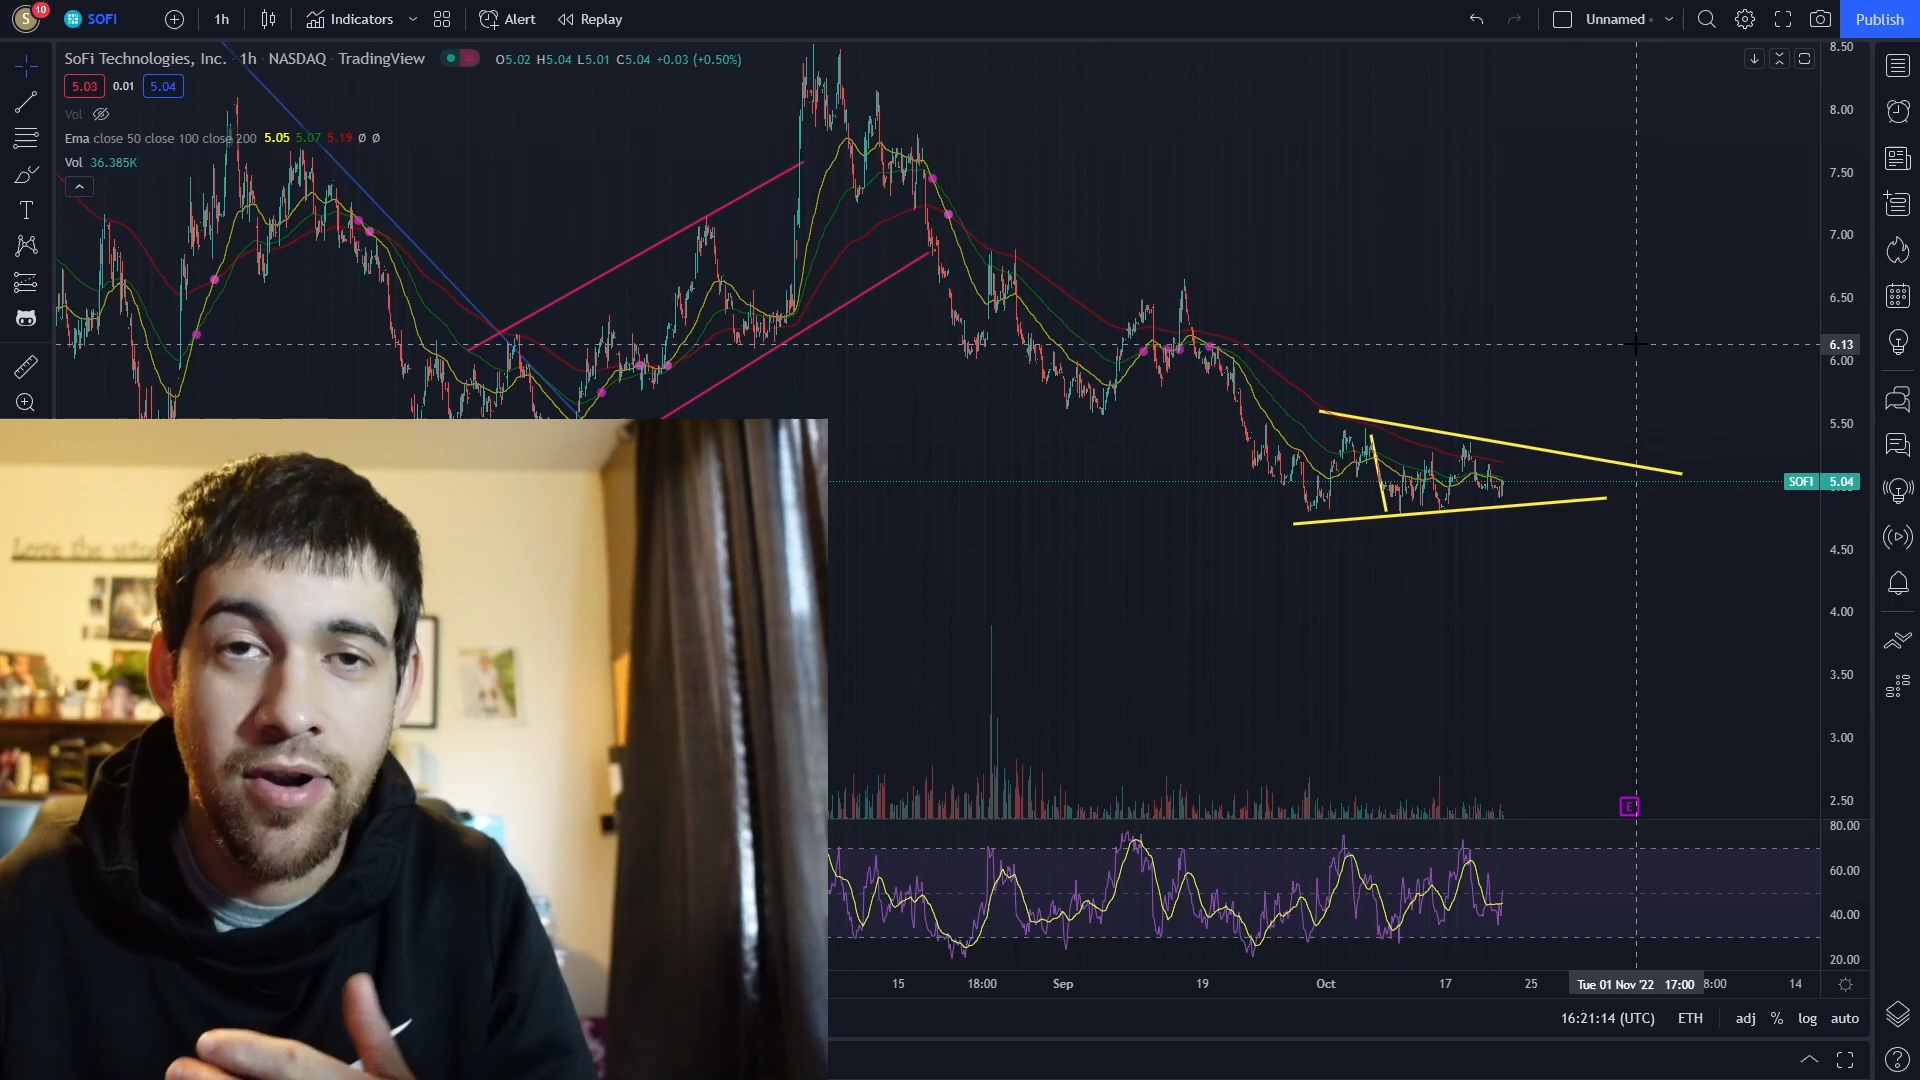 S 10 SOFI 1h Indicators Alert Replay Unnamed Publish
SoFi Technologies, Inc. · 1h · NASDAQ · TradingView O5.02 H5.04 L5.01 C5.04 +0.03 (+0.50%)
5.03 0.01 5.04
Vol
Ema close 50 close 100 close 200 5.05 5.07 5.19 Ø Ø
Vol 36.385K
T
8.50
8.00
7.50
7.00
6.50
6.13
6.00
5.50
SOFI 5.04
4.50
4.00
3.50
3.00
2.50
E
80.00
60.00
40.00
20.00
15 18:00 Sep 19 Oct 17 25 Tue 01 Nov '22 17:00 8:00 14
16:21:14 (UTC) ETH adj % log auto